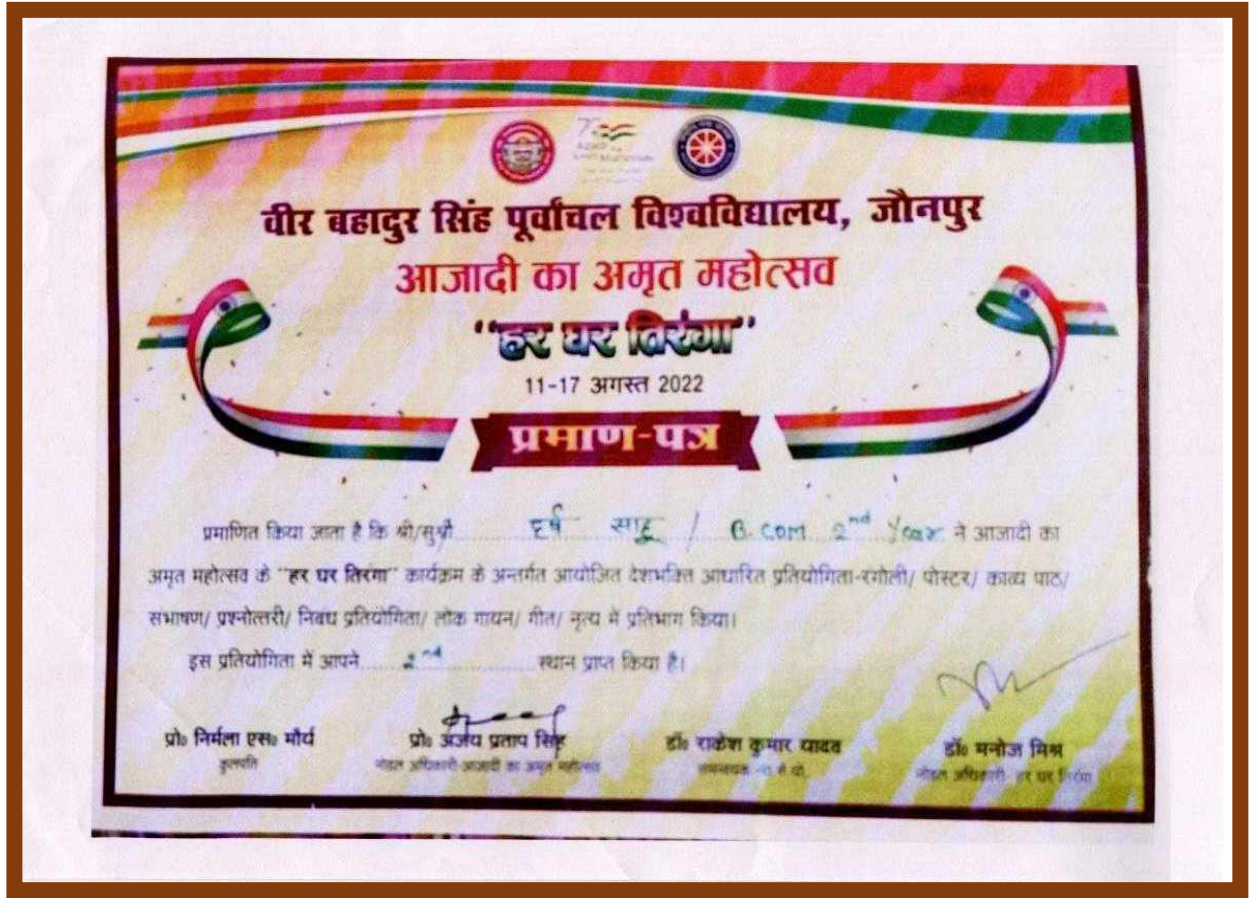 वीर बहादुर सिंह पूर्वांचल विश्वविद्यालय, जौनपुर
आजादी का अमृत महोत्सव
"हर घर तिरंगा"
11-17 अगस्त 2022
प्रमाण-पत्र
प्रमाणित किया जाता है कि श्री/सुश्री हर्ष साहू / B.COM 2nd Year ने आजादी का
अमृत महोत्सव के "हर घर तिरंगा" कार्यक्रम के अन्तर्गत आयोजित देशभक्ति आधारित प्रतियोगिता-रंगोली/ पोस्टर/ काव्य पाठ/
संभाषण/ प्रश्नोत्तरी/ निबंध प्रतियोगिता/ लोक गायन/ गीत/ नृत्य में प्रतिभाग किया।
इस प्रतियोगिता में आपने 2nd स्थान प्राप्त किया है।
प्रो० निर्मला एस० मौर्य
कुलपति
प्रो० अजय प्रताप सिंह
नोडल अधिकारी-आजादी का अमृत महोत्सव
डॉ० राकेश कुमार यादव
समन्वयक रा से यो
डॉ० मनोज मिश्र
नोडल अधिकारी- हर घर तिरंगा